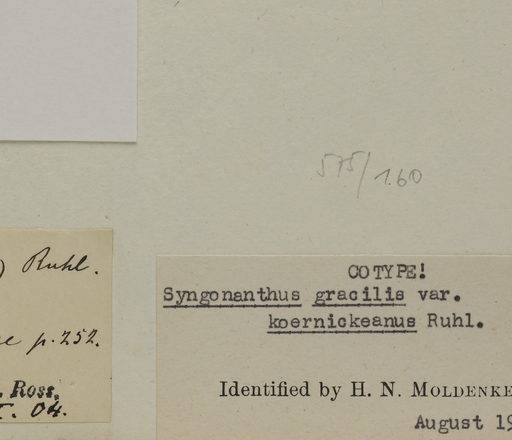 575/1.60
) Ruhl.
p.252.
. Ross.
. 04.
COTYPE!
Syngonanthus gracilis var.
koernickeanus Ruhl.
Identified by H. N. MOLDENKE
August 19